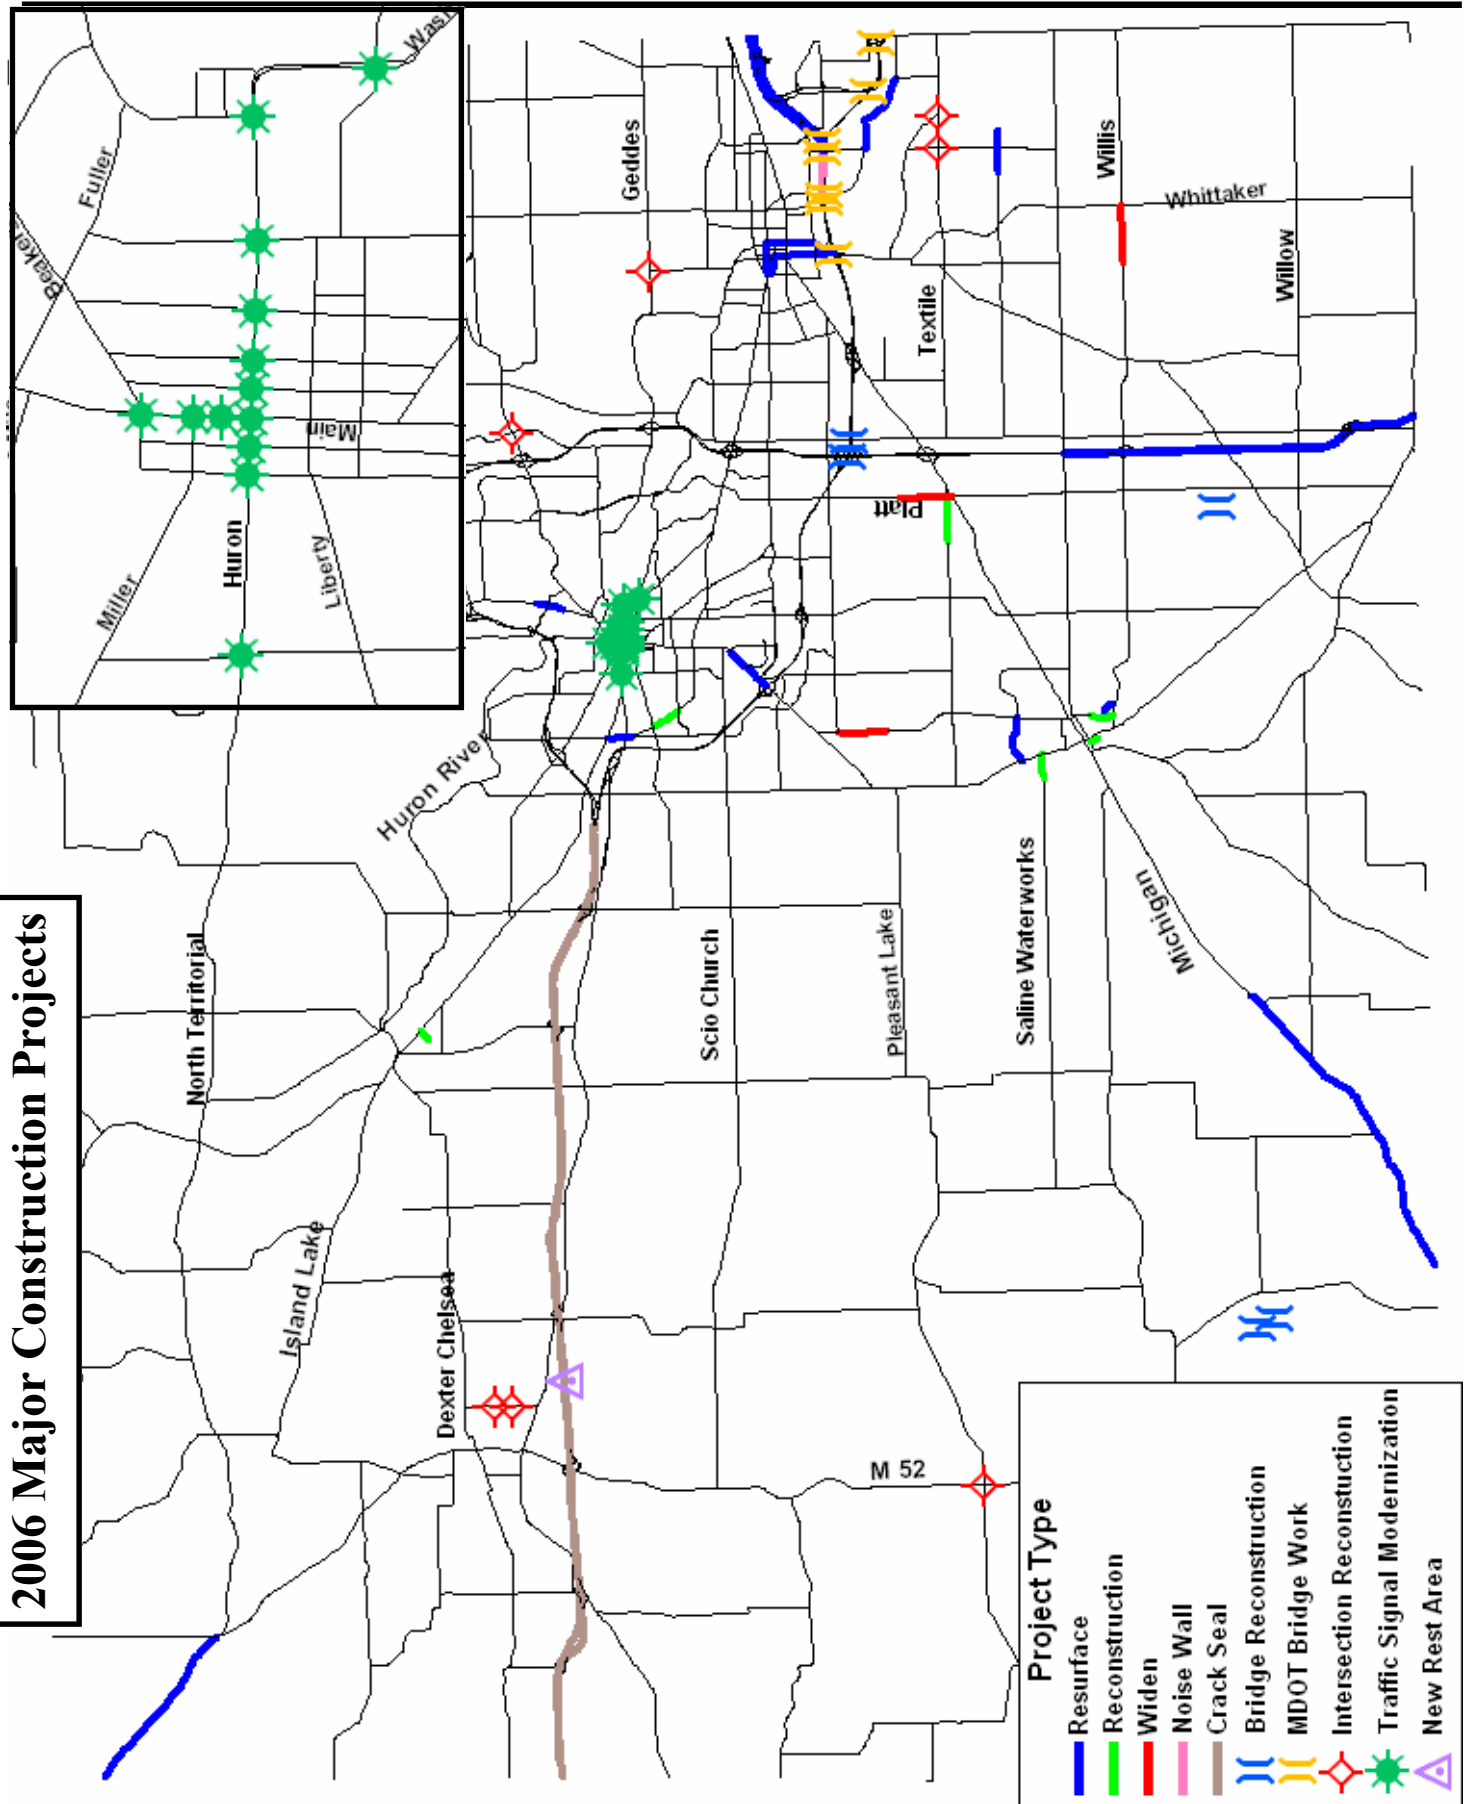 2006 Major Construction Projects
North Territorial
Island Lake
Dexter Chelsea
Huron River
Scio Church
Pleasant Lake
Saline Waterworks
Michigan
M 52
Geddes
Textile
Platt
Willis
Whittaker
Willow
Fuller
Beakers
Main
Miller
Huron
Liberty
Project Type
Resurface
Reconstruction
Widen
Noise Wall
Crack Seal
Bridge Reconstruction
MDOT Bridge Work
Intersection Reconstuction
Traffic Signal Modernization
New Rest Area